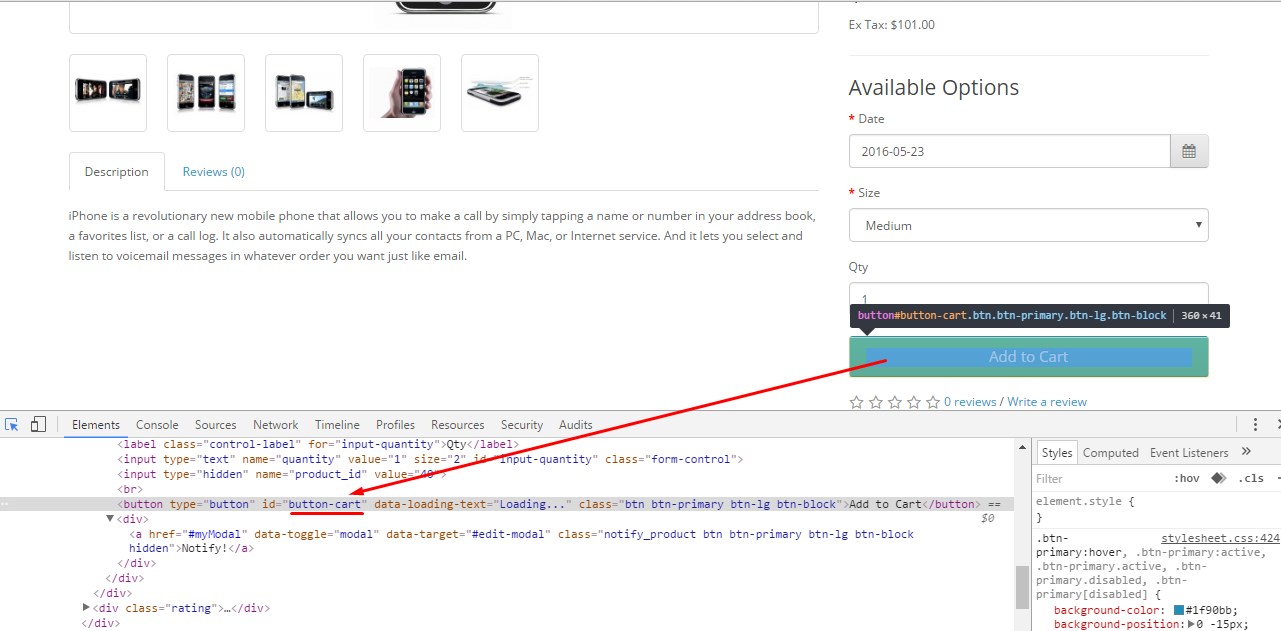 Ex Tax: $101.00
Available Options
* Date
2016-05-23
* Size
Medium
Qty
1
button#button-cart.btn.btn-primary.btn-lg.btn-block | 360 × 41
Add to Cart
0 reviews / Write a review
Description Reviews (0)
iPhone is a revolutionary new mobile phone that allows you to make a call by simply tapping a name or number in your address book,
a favorites list, or a call log. It also automatically syncs all your contacts from a PC, Mac, or Internet service. And it lets you select and
listen to voicemail messages in whatever order you want just like email.
Elements Console Sources Network Timeline Profiles Resources Security Audits
<label class="control-label" for="input-quantity">Qty</label>
<input type="text" name="quantity" value="1" size="2" id="input-quantity" class="form-control">
<input type="hidden" name="product_id" value="40">
<br>
<button type="button" id="button-cart" data-loading-text="Loading..." class="btn btn-primary btn-lg btn-block">Add to Cart</button> ==
$0
<div>
<a href="#myModal" data-toggle="modal" data-target="#edit-modal" class="notify_product btn btn-primary btn-lg btn-block
hidden">Notify!</a>
</div>
</div>
</div>
<div class="rating">…</div>
</div>
Styles Computed Event Listeners »
Filter :hov .cls
element.style {
}
.btn- stylesheet.css:424
primary:hover, .btn-primary:active,
.btn-primary.active, .btn-
primary.disabled, .btn-
primary[disabled] {
background-color: #1f90bb;
background-position: 0 -15px;